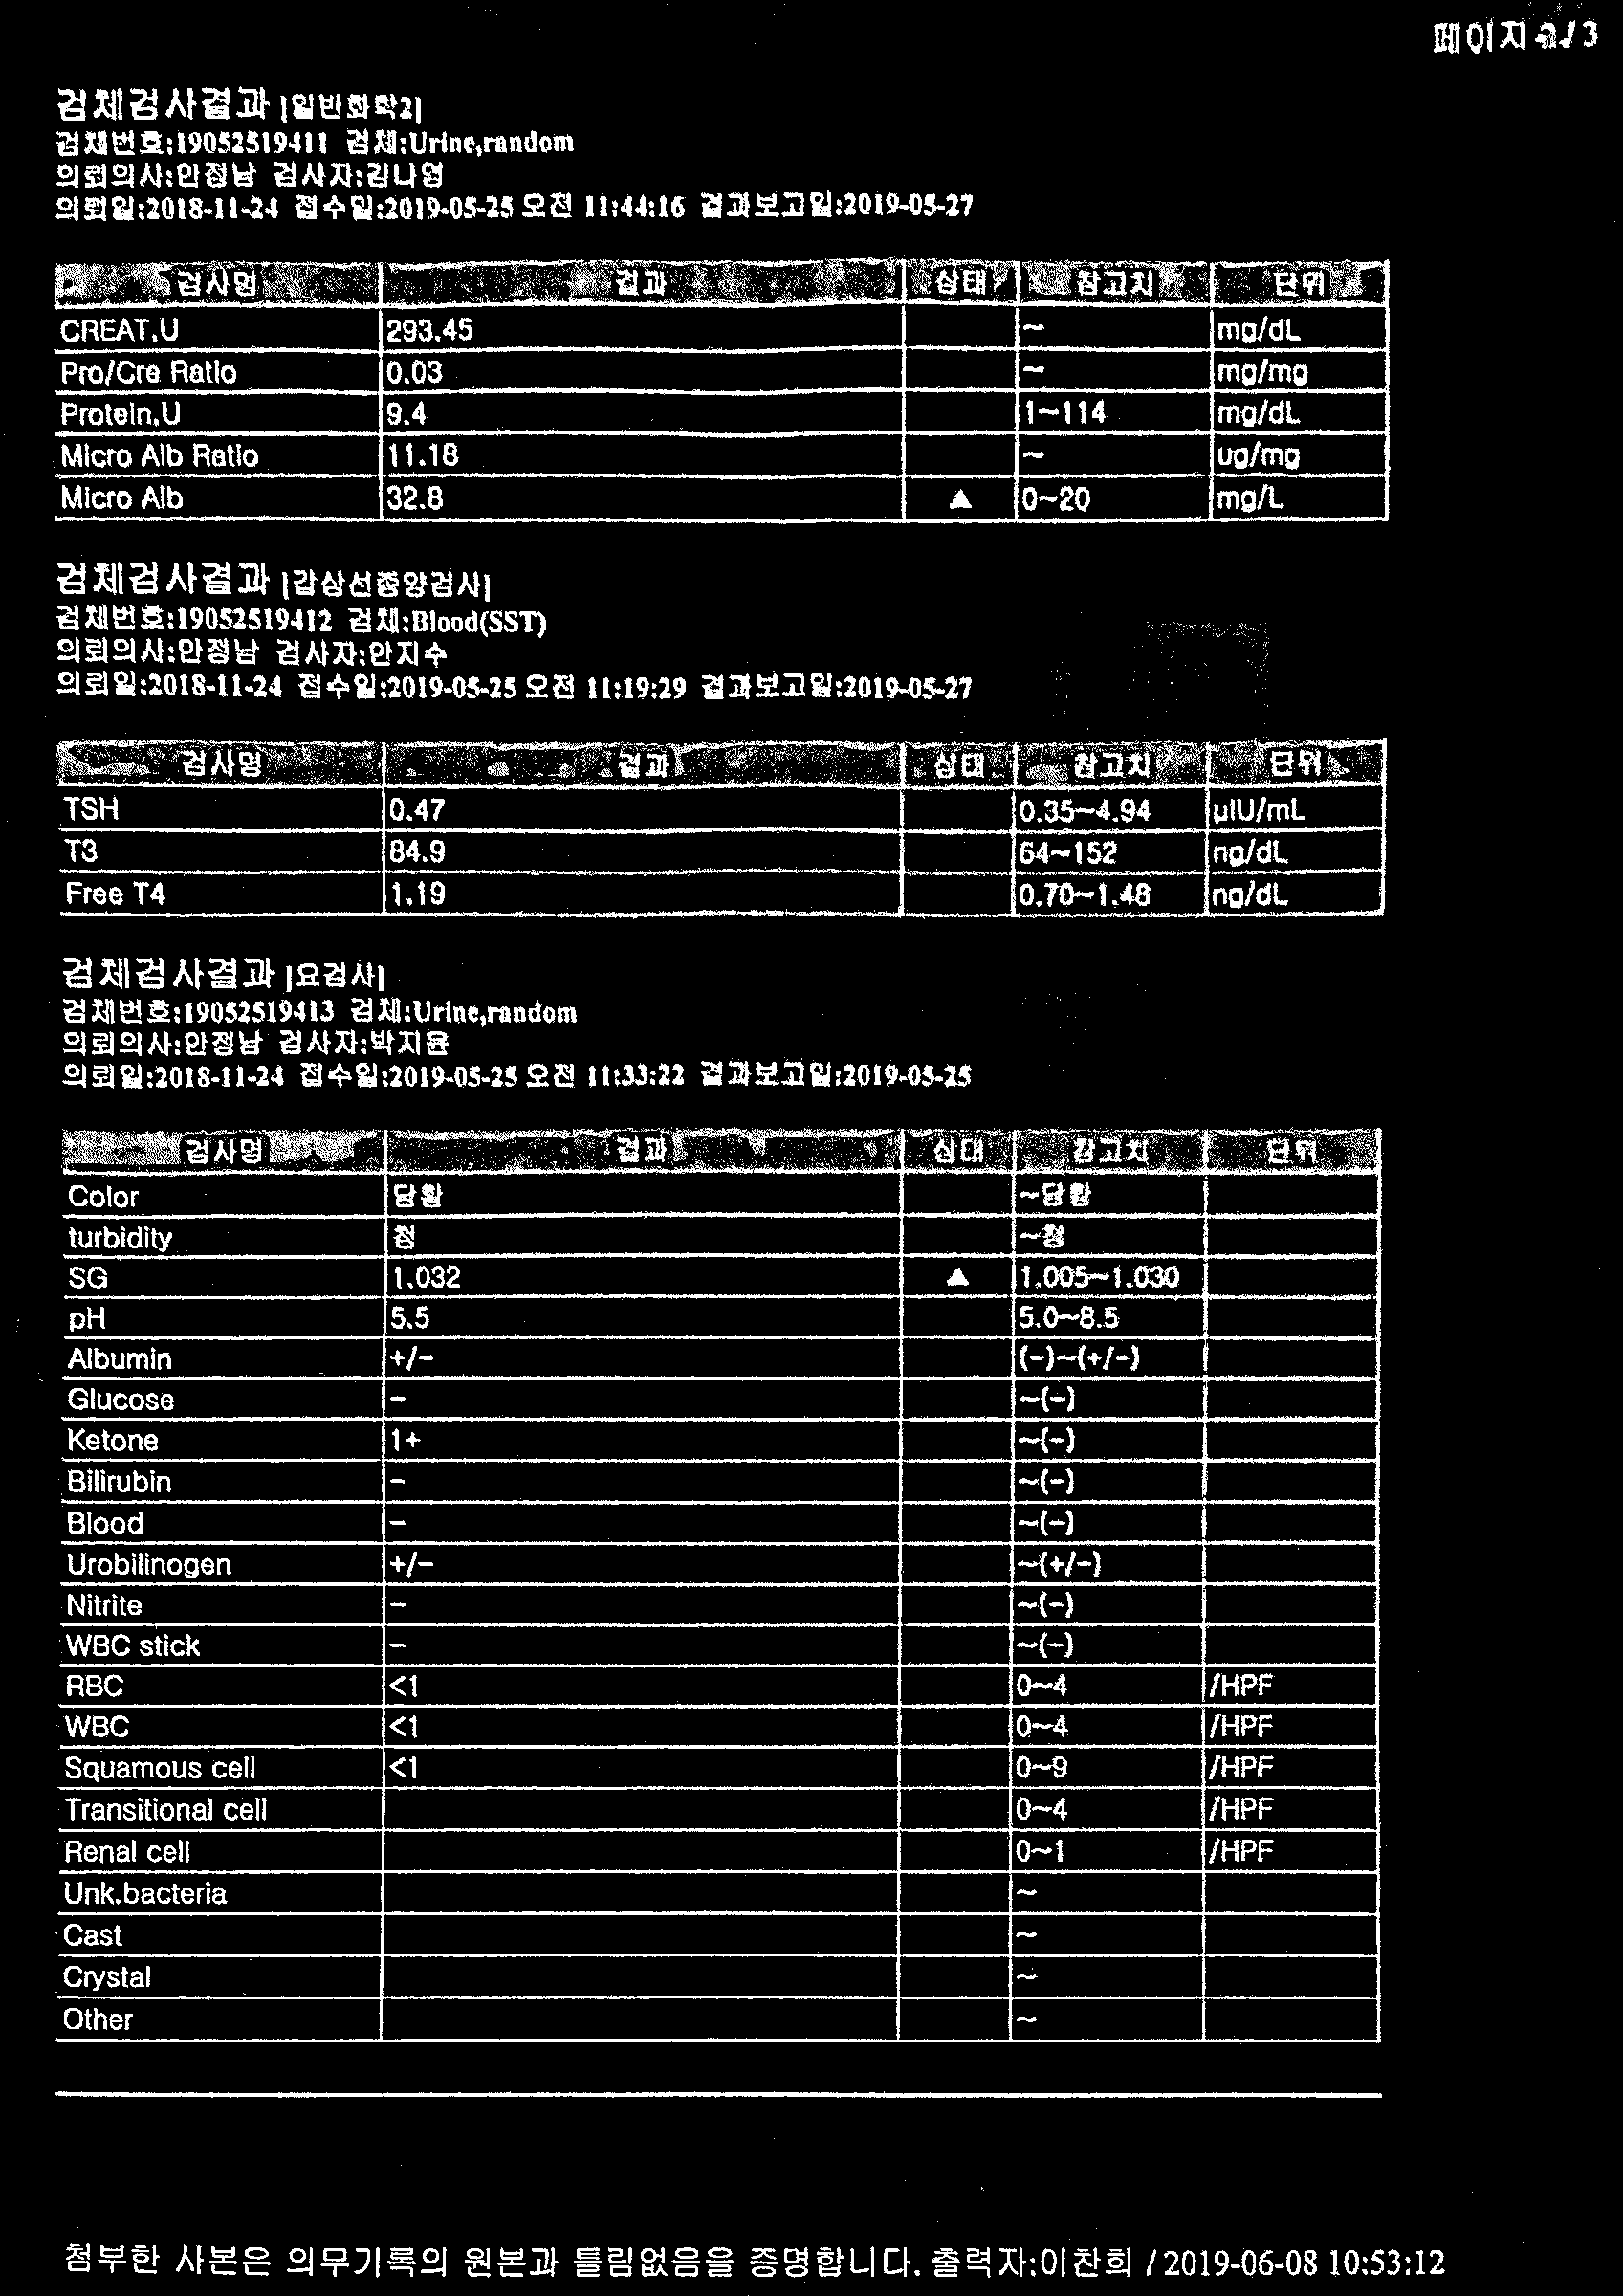 페이지 2/3
검체검사결과 [일반화학2]
검체번호:19052519411 검체:Urine,random
의뢰의사:안정남 검사자:김나영
의뢰일:2018-11-24 접수일:2019-05-25 오전 11:44:16 결과보고일:2019-05-27
검사명 결과 상태 참고치 단위
CREAT,U 293.45 ~ mg/dL
Pro/Cre Ratio 0.03 ~ mg/mg
Protein,U 9.4 1~114 mg/dL
Micro Alb Ratio 11.18 ~ ug/mg
Micro Alb 32.8 ▲ 0~20 mg/L
검체검사결과 [갑상선종양검사]
검체번호:19052519412 검체:Blood(SST)
의뢰의사:안정남 검사자:안지수
의뢰일:2018-11-24 접수일:2019-05-25 오전 11:19:29 결과보고일:2019-05-27
검사명 결과 상태 참고치 단위
TSH 0.47 0.35~4.94 uIU/mL
T3 84.9 64~152 ng/dL
Free T4 1.19 0.70~1.48 ng/dL
검체검사결과 [요검사]
검체번호:19052519413 검체:Urine,random
의뢰의사:안정남 검사자:박지윤
의뢰일:2018-11-24 접수일:2019-05-25 오전 11:33:22 결과보고일:2019-05-25
검사명 결과 상태 참고치 단위
Color 담황 ~담황
turbidity 청 ~청
SG 1.032 ▲ 1.005~1.030
pH 5.5 5.0~8.5
Albumin +/- (-)~(+/-)
Glucose - ~(-)
Ketone 1+ ~(-)
Bilirubin - ~(-)
Blood - ~(-)
Urobilinogen +/- ~(+/-)
Nitrite - ~(-)
WBC stick - ~(-)
RBC <1 0~4 /HPF
WBC <1 0~4 /HPF
Squamous cell <1 0~9 /HPF
Transitional cell 0~4 /HPF
Renal cell 0~1 /HPF
Unk.bacteria ~
Cast ~
Crystal ~
Other ~
첨부한 사본은 의무기록의 원본과 틀림없음을 증명합니다. 출력자:이찬희 / 2019-06-08 10:53:12